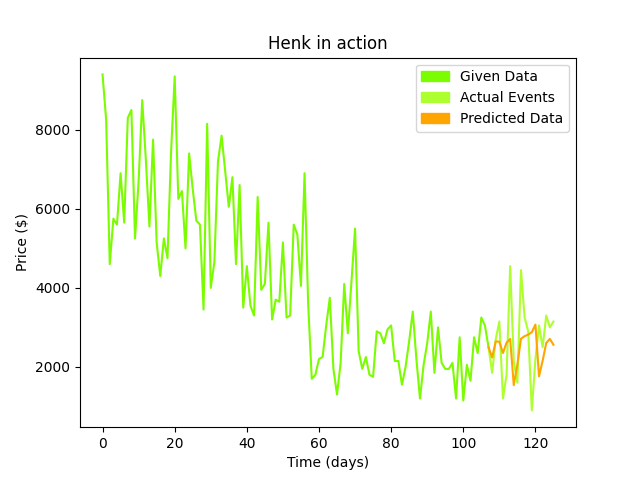 Henk in action
Given Data
Actual Events
Predicted Data
Price ($)
8000
6000
4000
2000
0 20 40 60 80 100 120
Time (days)